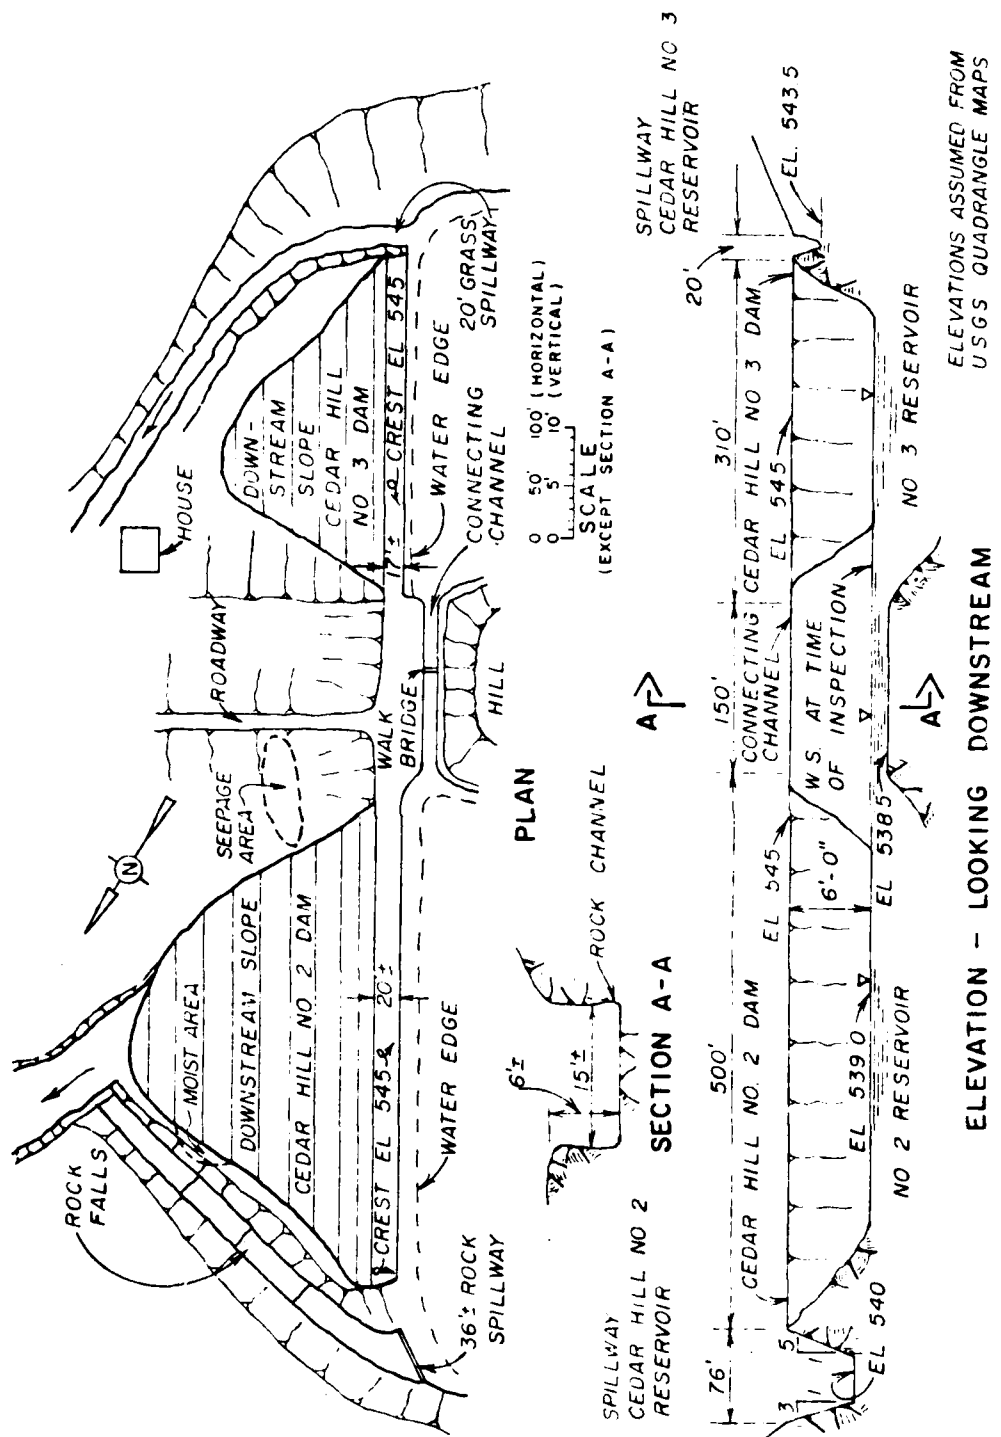 ROCK
FALLS
MOIST AREA
DOWNSTREAM SLOPE
CEDAR HILL NO 2 DAM
CREST EL 545
20'±
WATER EDGE
36'± ROCK
SPILLWAY
N
SEEPAGE
AREA
ROADWAY
WALK
BRIDGE
HILL
HOUSE
DOWN-
STREAM
SLOPE
CEDAR HILL
NO 3 DAM
17'±
CREST EL 545
WATER EDGE
CONNECTING
CHANNEL
20' GRASS
SPILLWAY
PLAN
0 50' 100' (HORIZONTAL)
0 5' 10' (VERTICAL)
SCALE
(EXCEPT SECTION A-A)
6'±
15'±
ROCK CHANNEL
SECTION A-A
SPILLWAY
CEDAR HILL NO 2
RESERVOIR
SPILLWAY
CEDAR HILL NO 3
RESERVOIR
76'
500'
150'
310'
20'
3
5
EL 540
CEDAR HILL NO. 2 DAM
EL 545
6'-0"
EL 5390
NO 2 RESERVOIR
EL 5385
CONNECTING
CHANNEL
W.S. AT TIME
OF INSPECTION
A
A
CEDAR HILL NO 3 DAM
EL 545
EL. 5435
NO 3 RESERVOIR
ELEVATION - LOOKING DOWNSTREAM
ELEVATIONS ASSUMED FROM
USGS QUADRANGLE MAPS